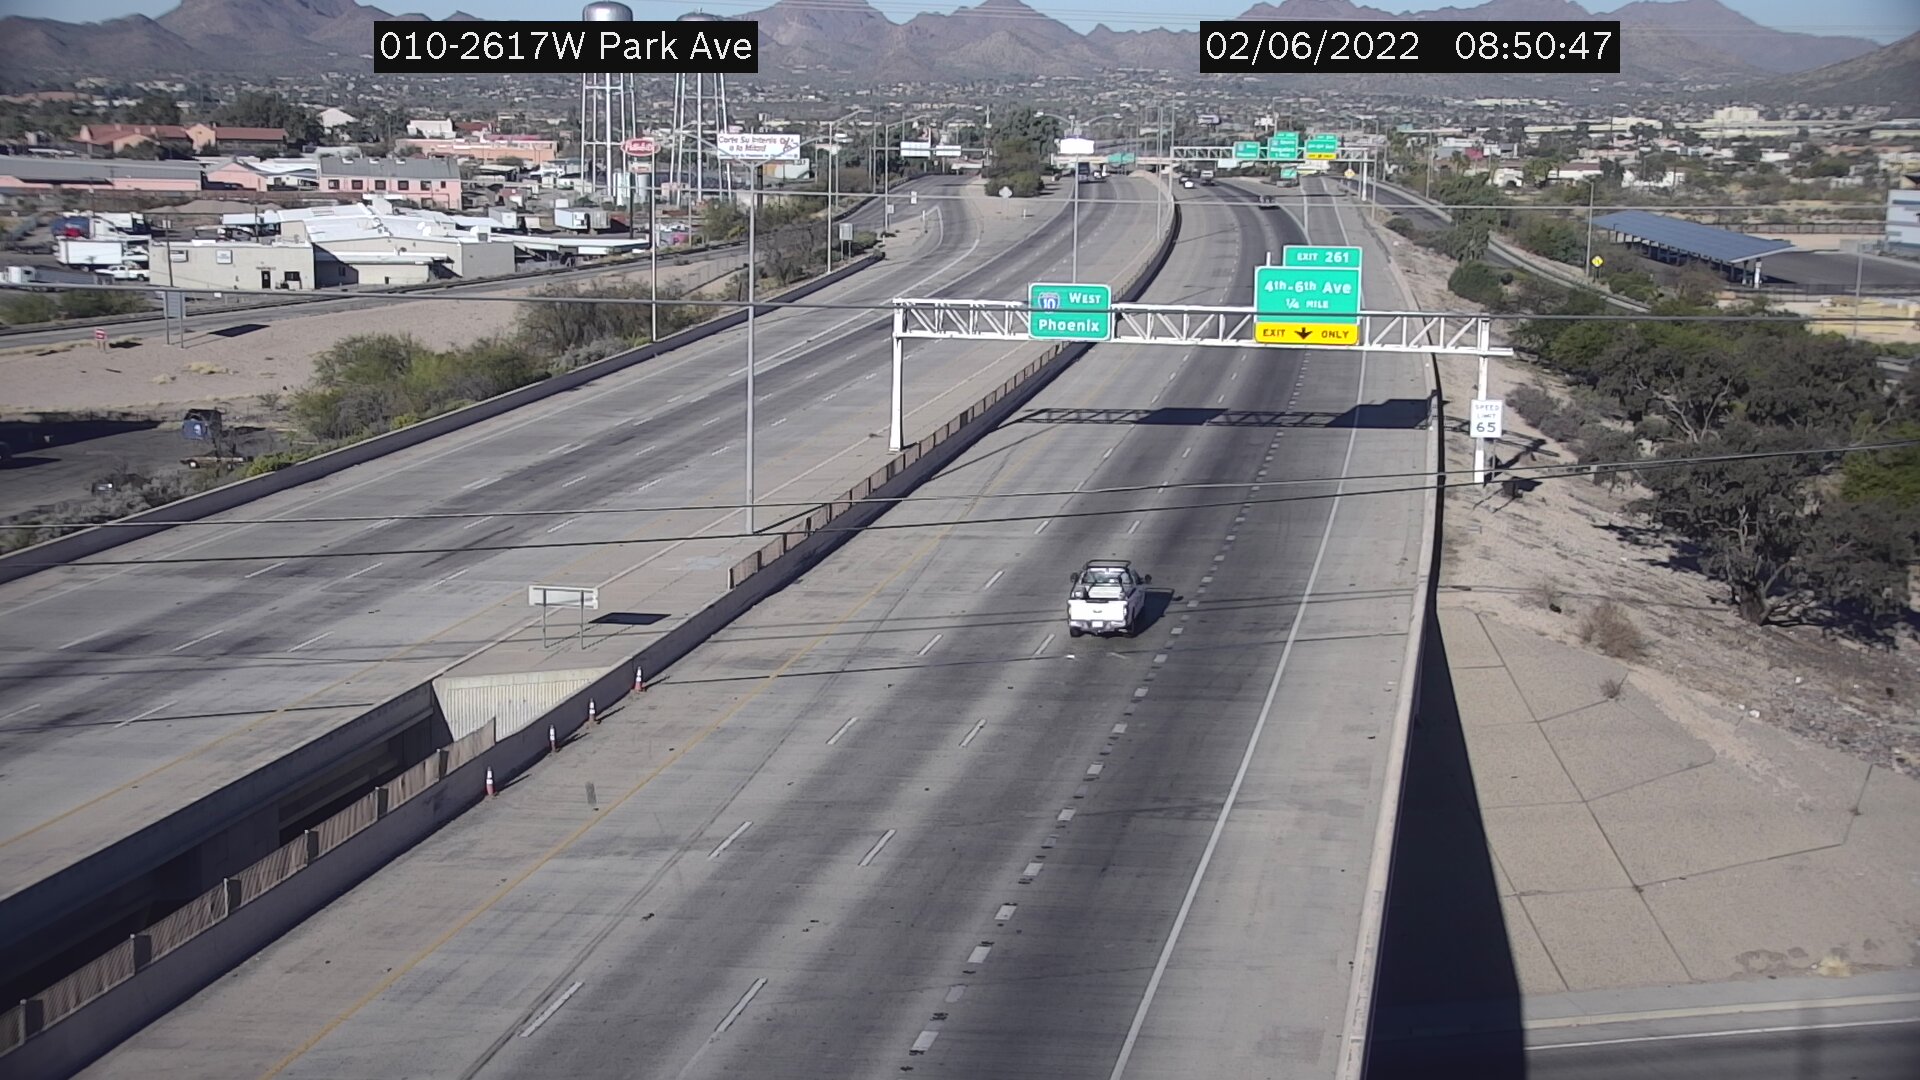 010-2617W Park Ave
02/06/2022 08:50:47
EXIT 261
4th-6th Ave
1/4 MILE
EXIT ONLY
10 WEST
Phoenix
SPEED
LIMIT
65